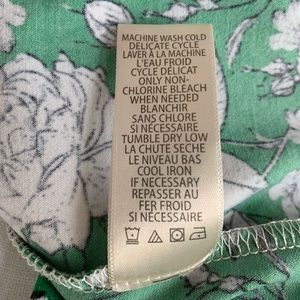 MACHINE WASH COLD
DELICATE CYCLE
LAVER À LA MACHINE
L'EAU FROID
CYCLE DÉLICAT
ONLY NON-
CHLORINE BLEACH
WHEN NEEDED
BLANCHIR
SANS CHLORE
SI NÉCESSAIRE
TUMBLE DRY LOW
LA CHUTE SECHE
LE NIVEAU BAS
COOL IRON
IF NECESSARY
REPASSER AU
FER FROID
SI NÉCESSAIRE